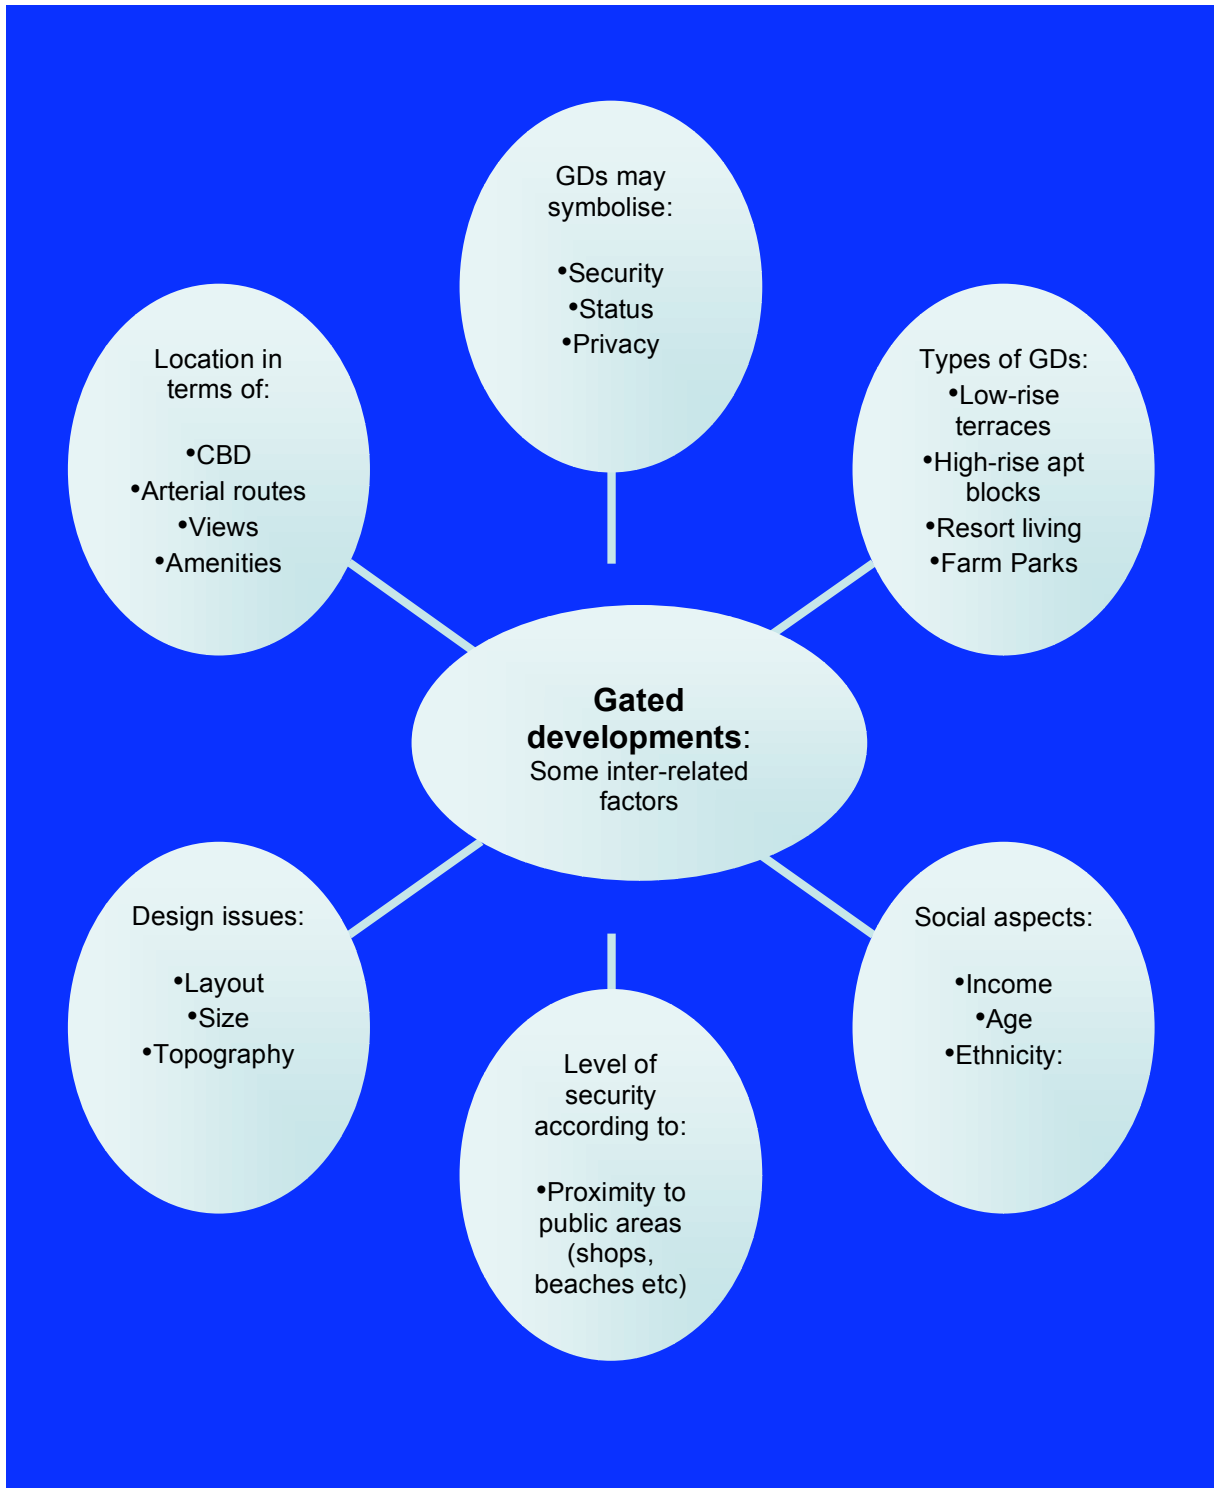 GDs may
symbolise:
•Security
•Status
•Privacy
Location in
terms of:
•CBD
•Arterial routes
•Views
•Amenities
Types of GDs:
•Low-rise
terraces
•High-rise apt
blocks
•Resort living
•Farm Parks
Gated
developments:
Some inter-related
factors
Design issues:
•Layout
•Size
•Topography
Level of
security
according to:
•Proximity to
public areas
(shops,
beaches etc)
Social aspects:
•Income
•Age
•Ethnicity: